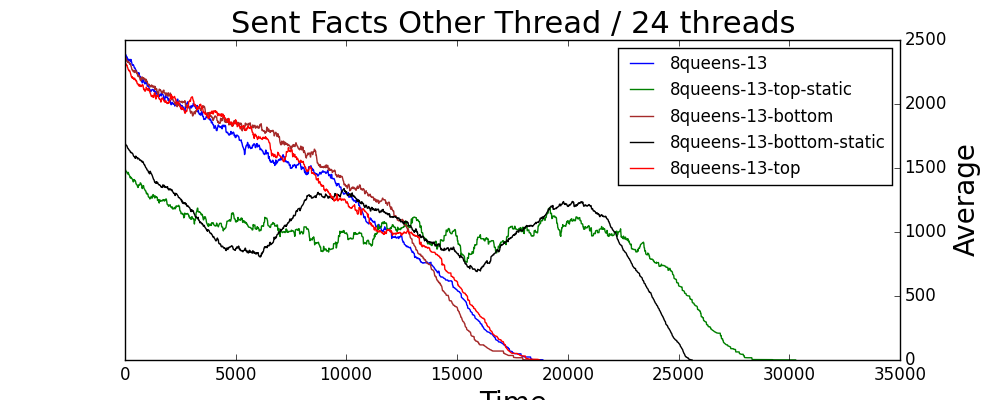 Sent Facts Other Thread / 24 threads
8queens-13
8queens-13-top-static
8queens-13-bottom
8queens-13-bottom-static
8queens-13-top
2500
2000
1500
1000
500
0
Average
0 5000 10000 15000 20000 25000 30000 35000
Time